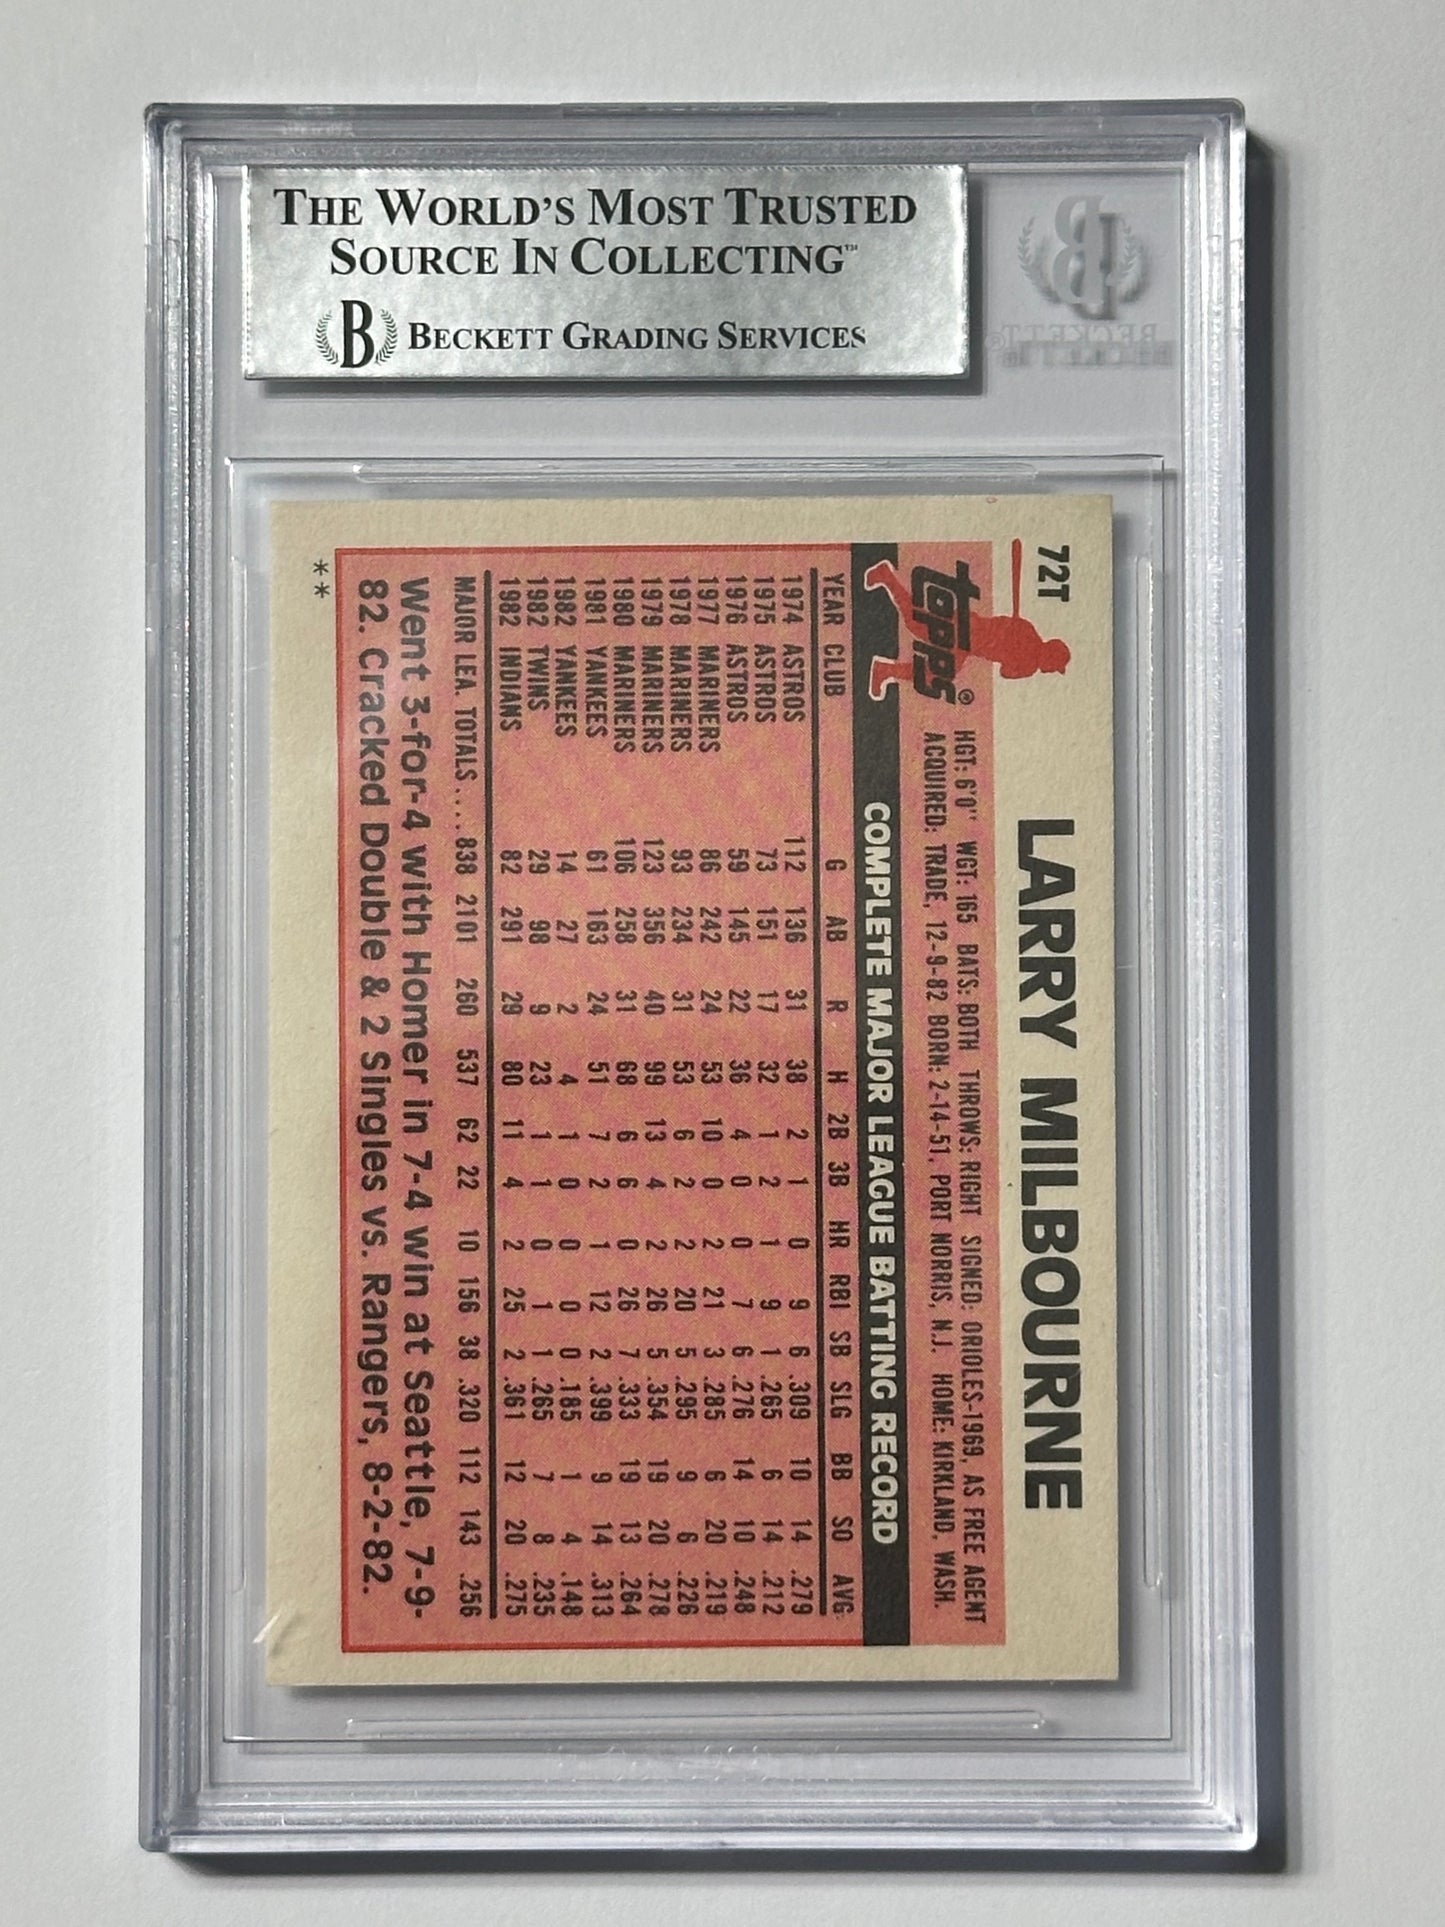 THE WORLD'S MOST TRUSTED
SOURCE IN COLLECTING™
B BECKETT GRADING SERVICES
B
BECKETT
72T LARRY MILBOURNE
topps®
HGT: 6'0" WGT: 165 BATS: BOTH THROWS: RIGHT SIGNED: ORIOLES-1969, AS FREE AGENT
ACQUIRED: TRADE, 12-9-82 BORN: 2-14-51, PORT NORRIS, N.J. HOME: KIRKLAND, WASH.
COMPLETE MAJOR LEAGUE BATTING RECORD
YEAR CLUB G AB R H 2B 3B HR RBI SB SLG BB SO AVG
1974 ASTROS 112 136 31 38 2 1 0 9 6 .309 10 14 .279
1975 ASTROS 73 151 17 32 1 2 1 9 1 .265 6 14 .212
1976 ASTROS 59 145 22 36 4 0 0 7 6 .276 14 10 .248
1977 MARINERS 86 242 24 53 10 0 2 21 3 .285 6 20 .219
1978 MARINERS 93 234 31 53 6 2 2 20 5 .295 9 6 .226
1979 MARINERS 123 356 40 99 13 4 2 26 5 .354 19 20 .278
1980 MARINERS 106 258 31 68 6 6 0 26 7 .333 19 13 .264
1981 YANKEES 61 163 24 51 7 2 1 12 2 .399 9 14 .313
1982 YANKEES 14 27 2 4 1 0 0 0 0 .185 1 4 .148
1982 TWINS 29 98 9 23 1 1 0 1 1 .265 7 8 .235
1982 INDIANS 82 291 29 80 11 4 2 25 2 .361 12 20 .275
MAJOR LEA. TOTALS.... 838 2101 260 537 62 22 10 156 38 .320 112 143 .256
Went 3-for-4 with Homer in 7-4 win at Seattle, 7-9-
82. Cracked Double & 2 Singles vs. Rangers, 8-2-82.
**